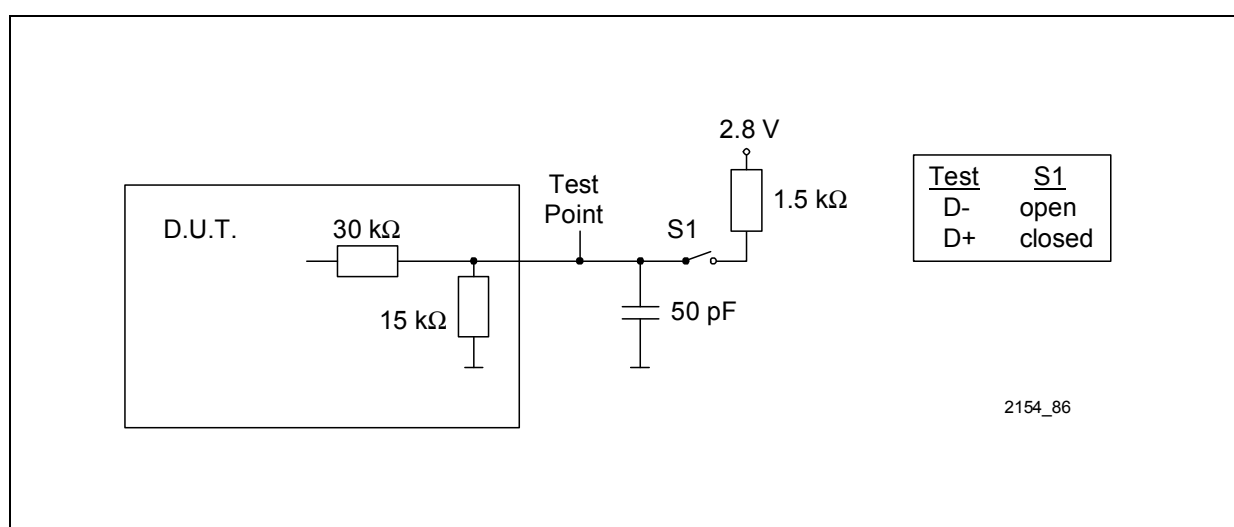 2.8 V
Test
Point
1.5 kΩ
D.U.T.
30 kΩ
S1
15 kΩ
50 pF
Test S1
D- open
D+ closed
2154_86